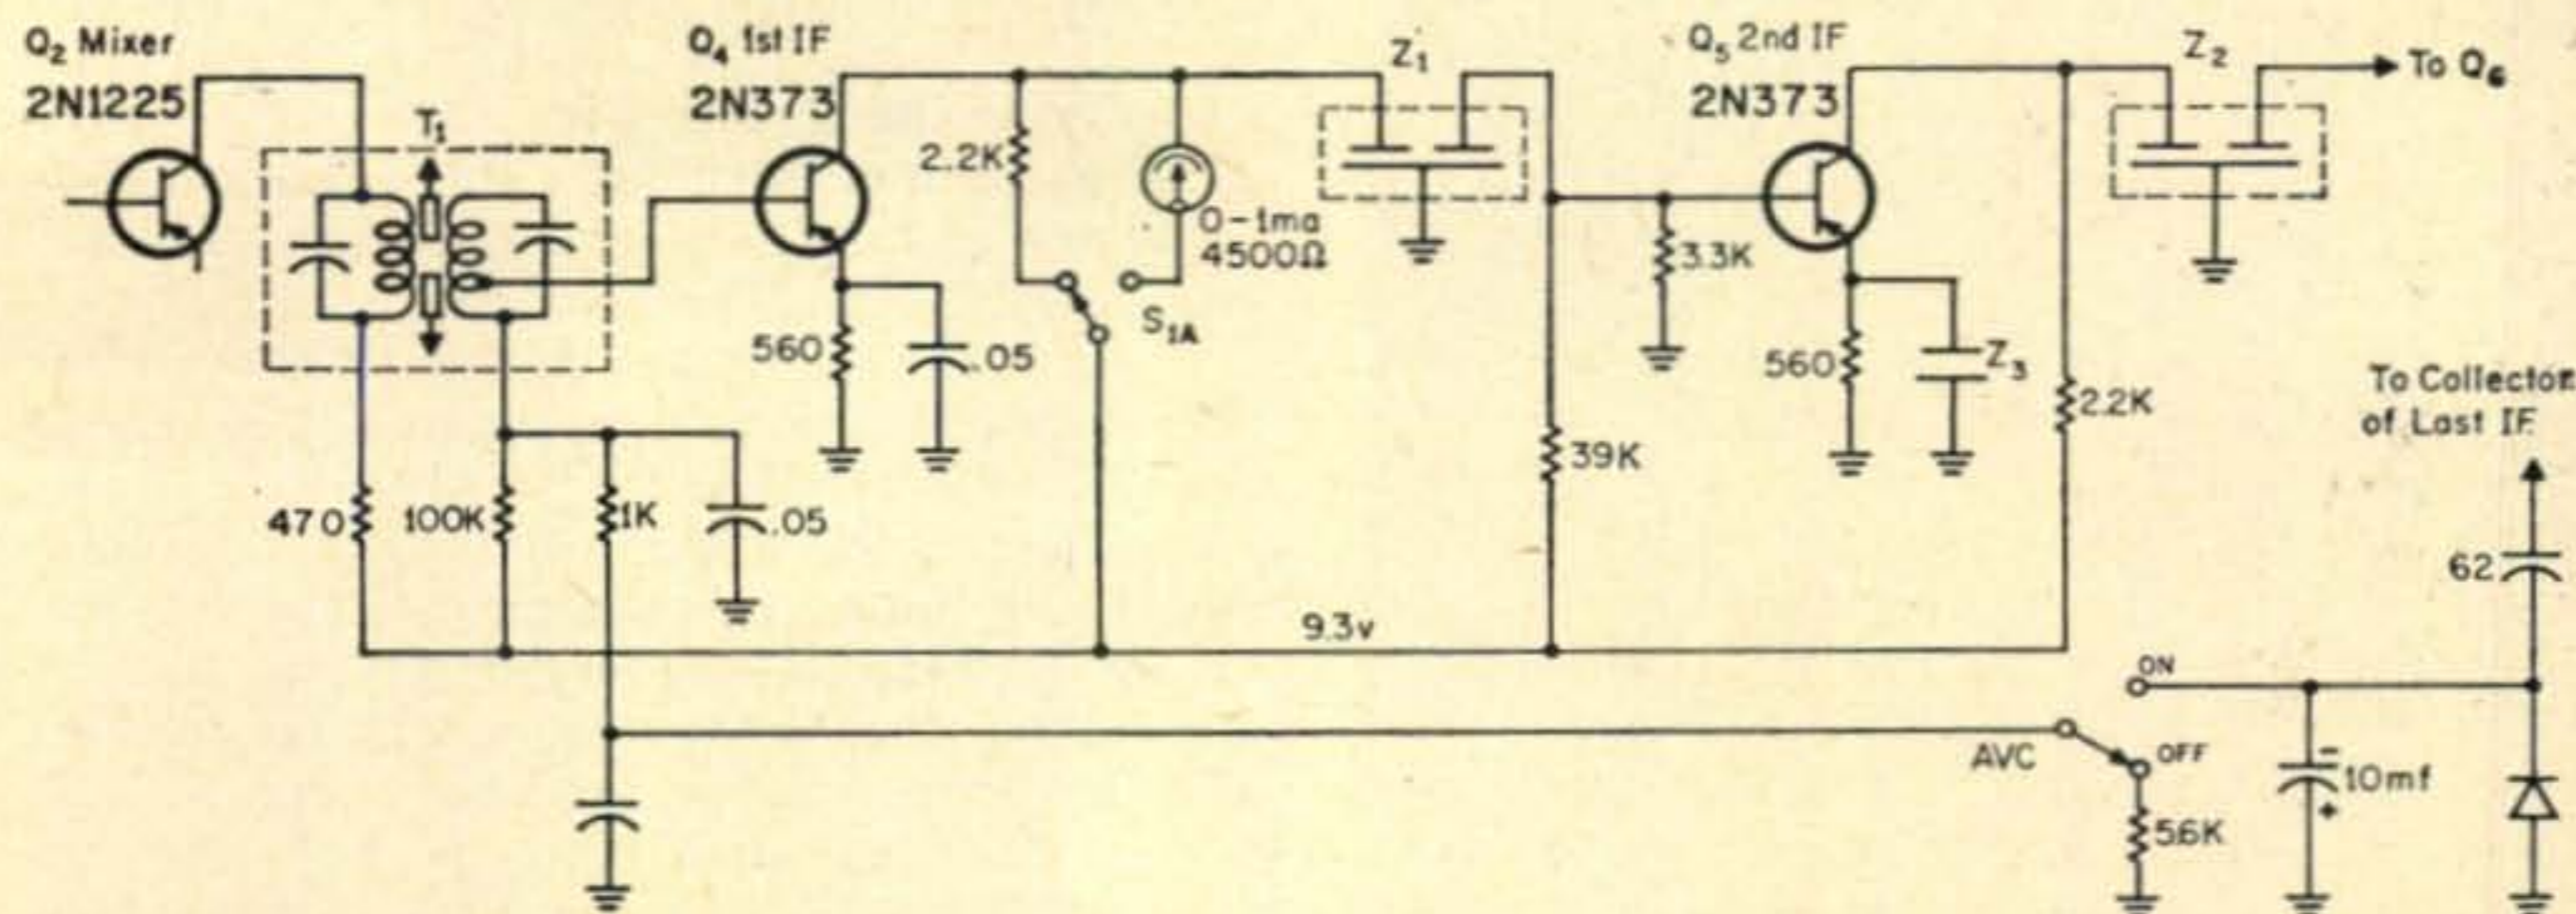 Q₂ Mixer
2N1225
T₁
Q₄ 1st IF
2N373
2.2K
0-1ma
4500Ω
S₁A
Z₁
Q₅ 2nd IF
2N373
Z₂
To Q₆
3.3K
560
.05
560
Z₃
2.2K
To Collector
of Last IF
470
100K
1K
.05
39K
62
9.3v
ON
AVC
OFF
10mf
-
+
5.6K